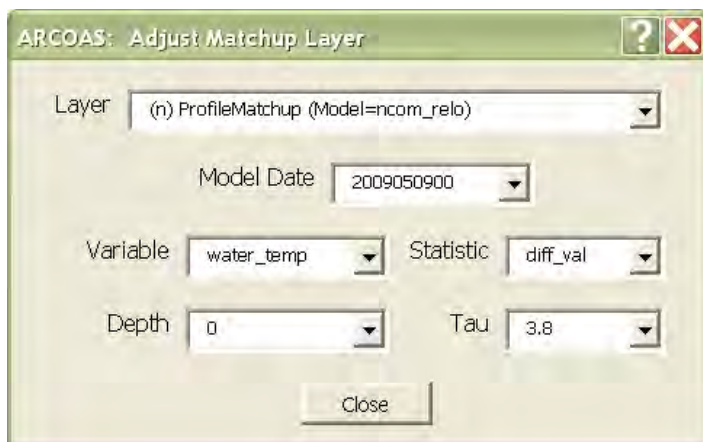 ARCOAS: Adjust Matchup Layer
Layer (n) ProfileMatchup (Model=ncom_relo)
Model Date 2009050900
Variable water_temp Statistic diff_val
Depth 0 Tau 3.8
Close